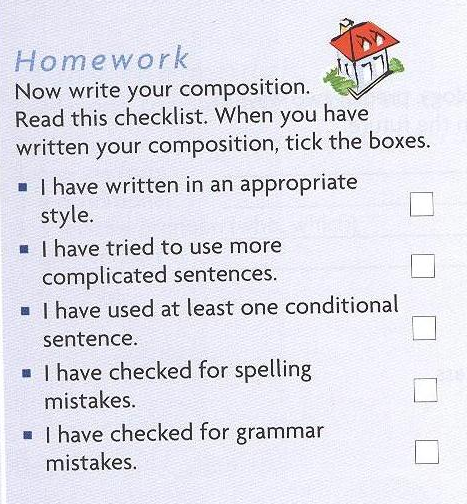 Homework
Now write your composition.
Read this checklist. When you have
written your composition, tick the boxes.
▪ I have written in an appropriate
style.
▪ I have tried to use more
complicated sentences.
▪ I have used at least one conditional
sentence.
▪ I have checked for spelling
mistakes.
▪ I have checked for grammar
mistakes.